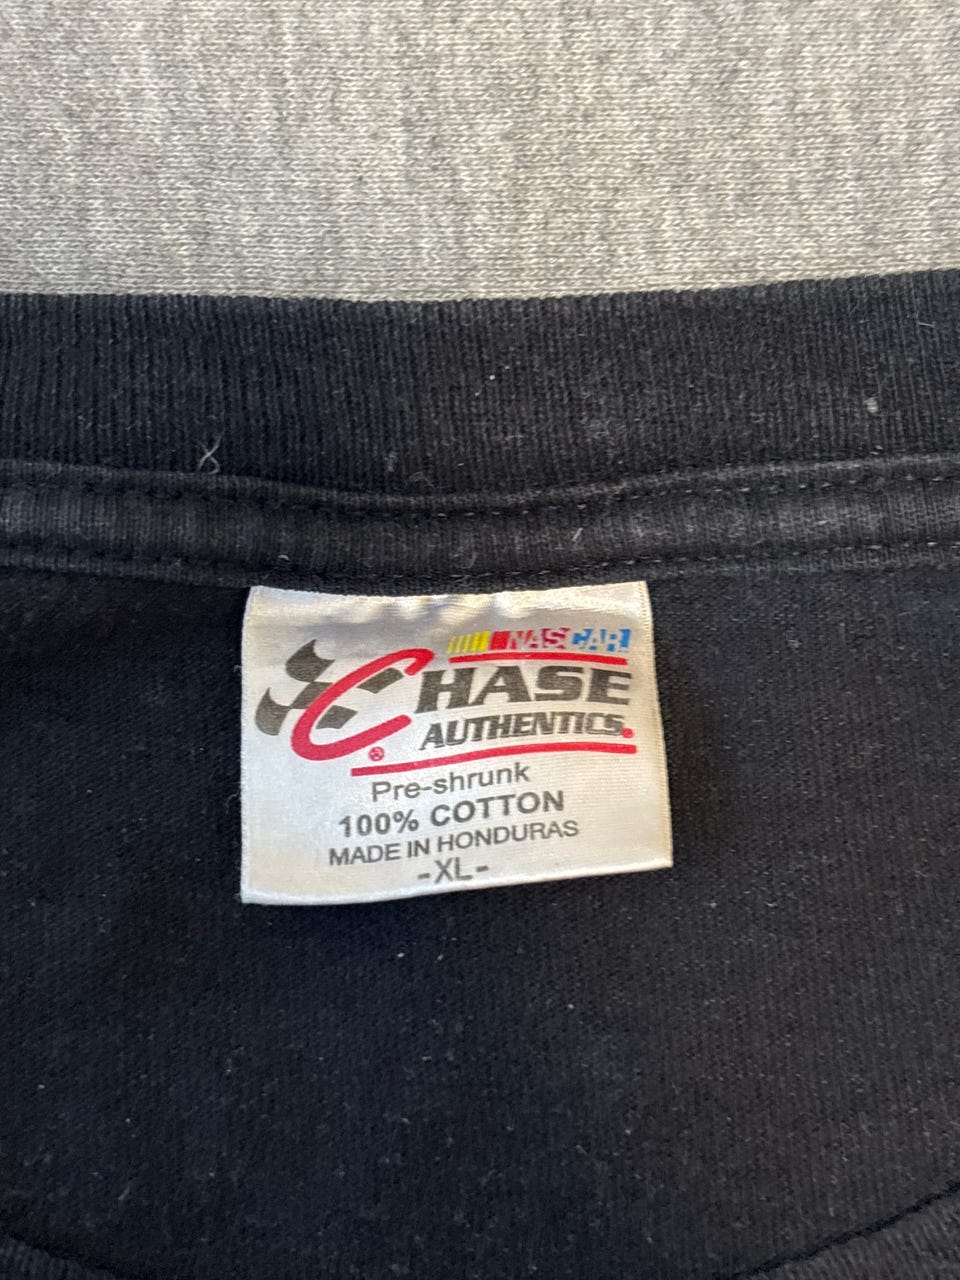 NASCAR
CHASE
AUTHENTICS®
®
Pre-shrunk
100% COTTON
MADE IN HONDURAS
-XL-